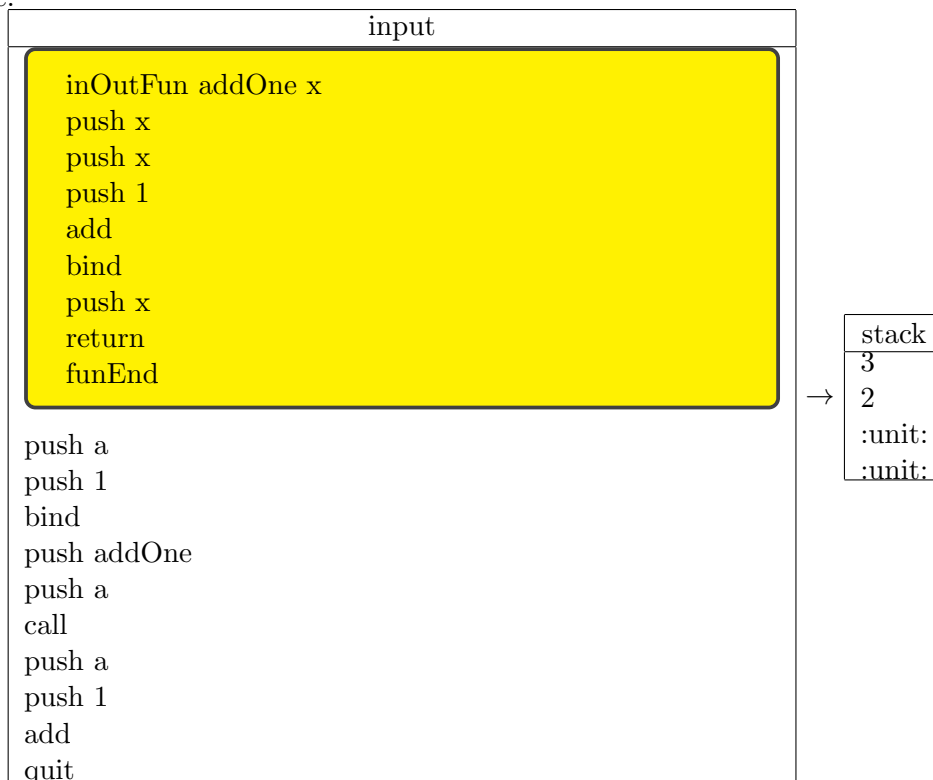 input
inOutFun addOne x
push x
push x
push 1
add
bind
push x
return
funEnd
push a
push 1
bind
push addOne
push a
call
push a
push 1
add
quit
→
stack
3
2
:unit:
:unit: